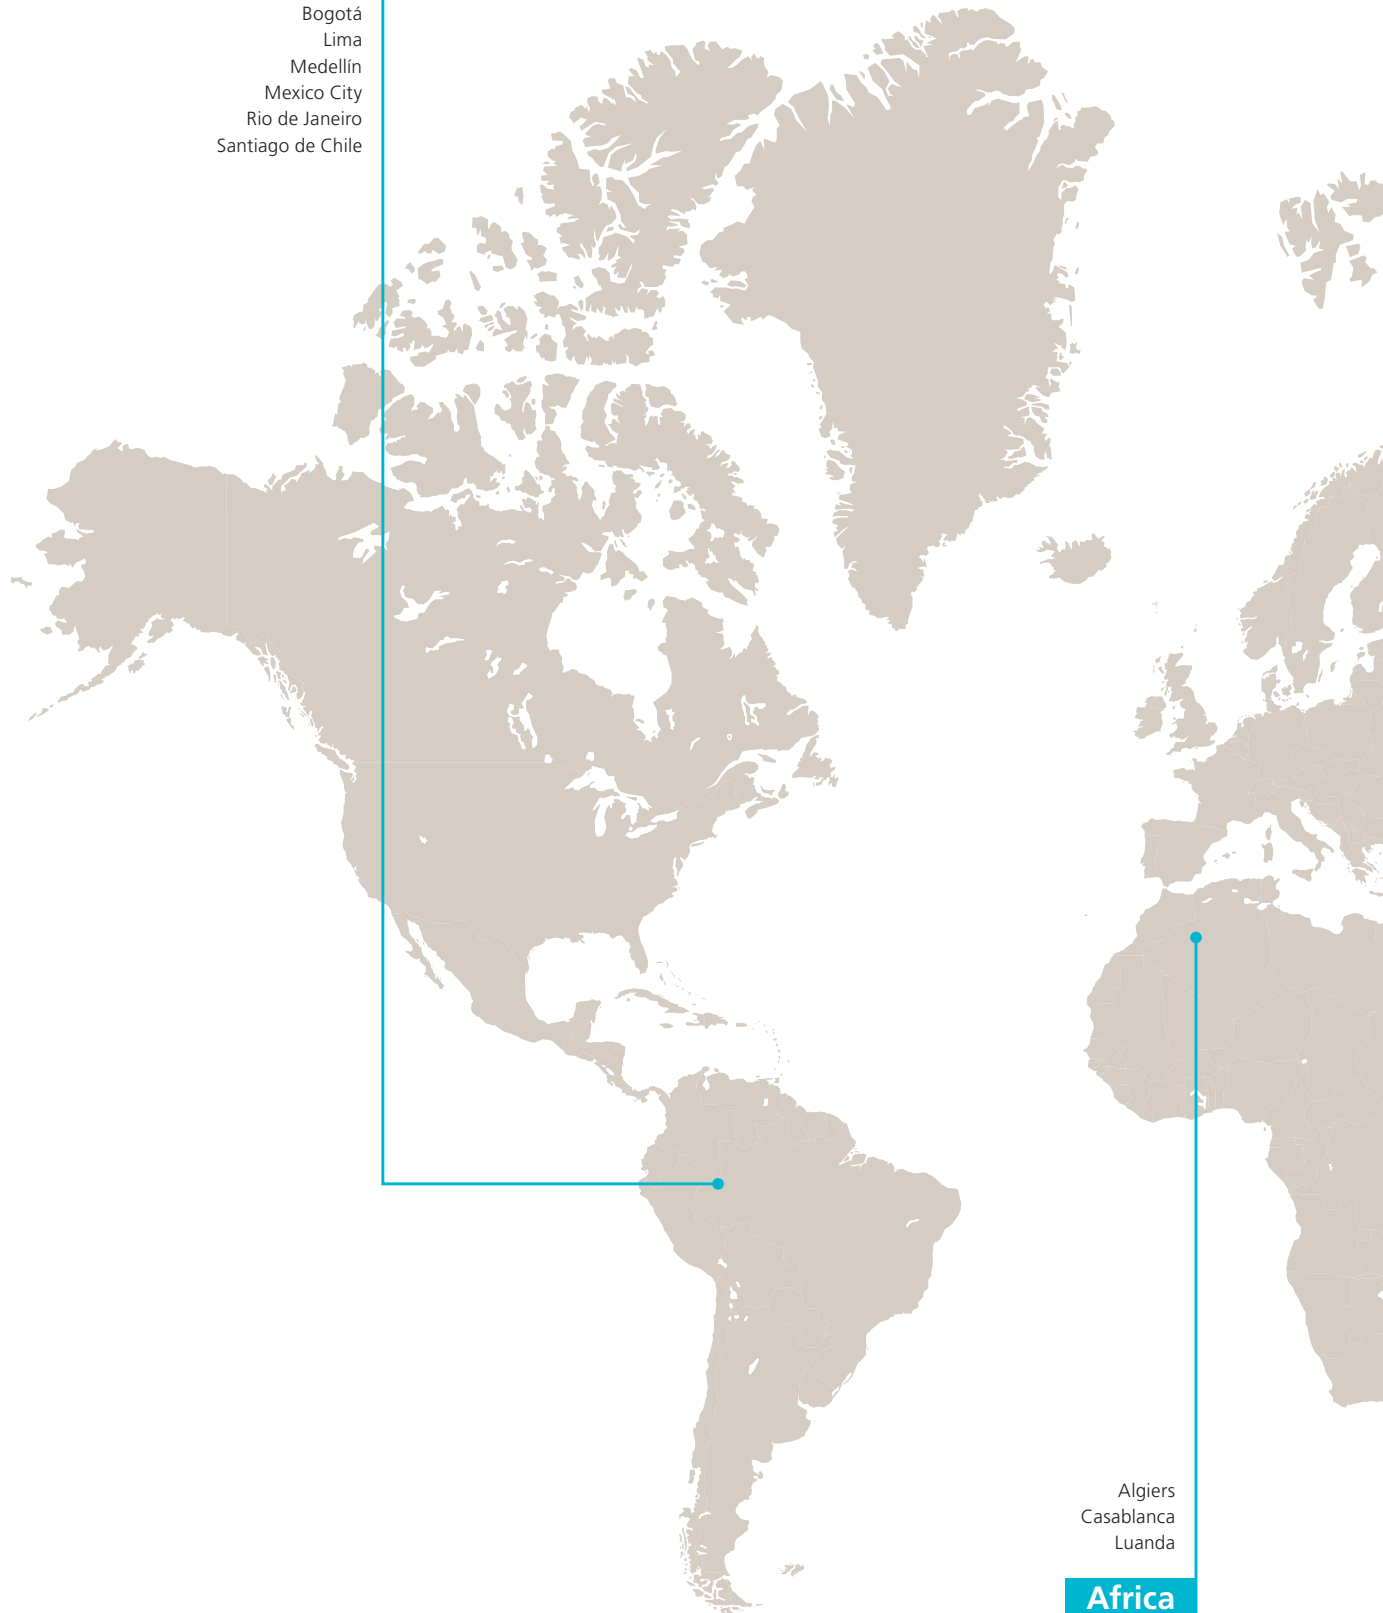 Bogotá
Lima
Medellín
Mexico City
Rio de Janeiro
Santiago de Chile
Algiers
Casablanca
Luanda
Africa